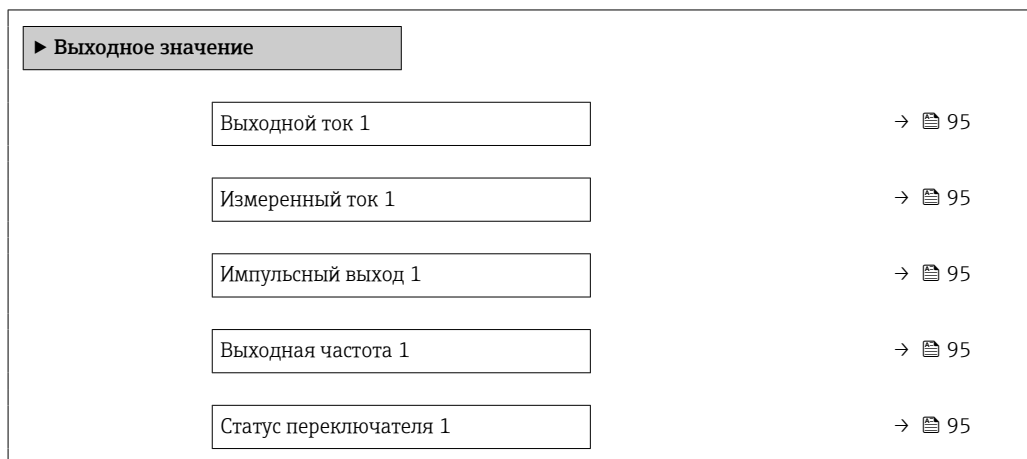 ▶ Выходное значение
Выходной ток 1 → 95
Измеренный ток 1 → 95
Импульсный выход 1 → 95
Выходная частота 1 → 95
Статус переключателя 1 → 95